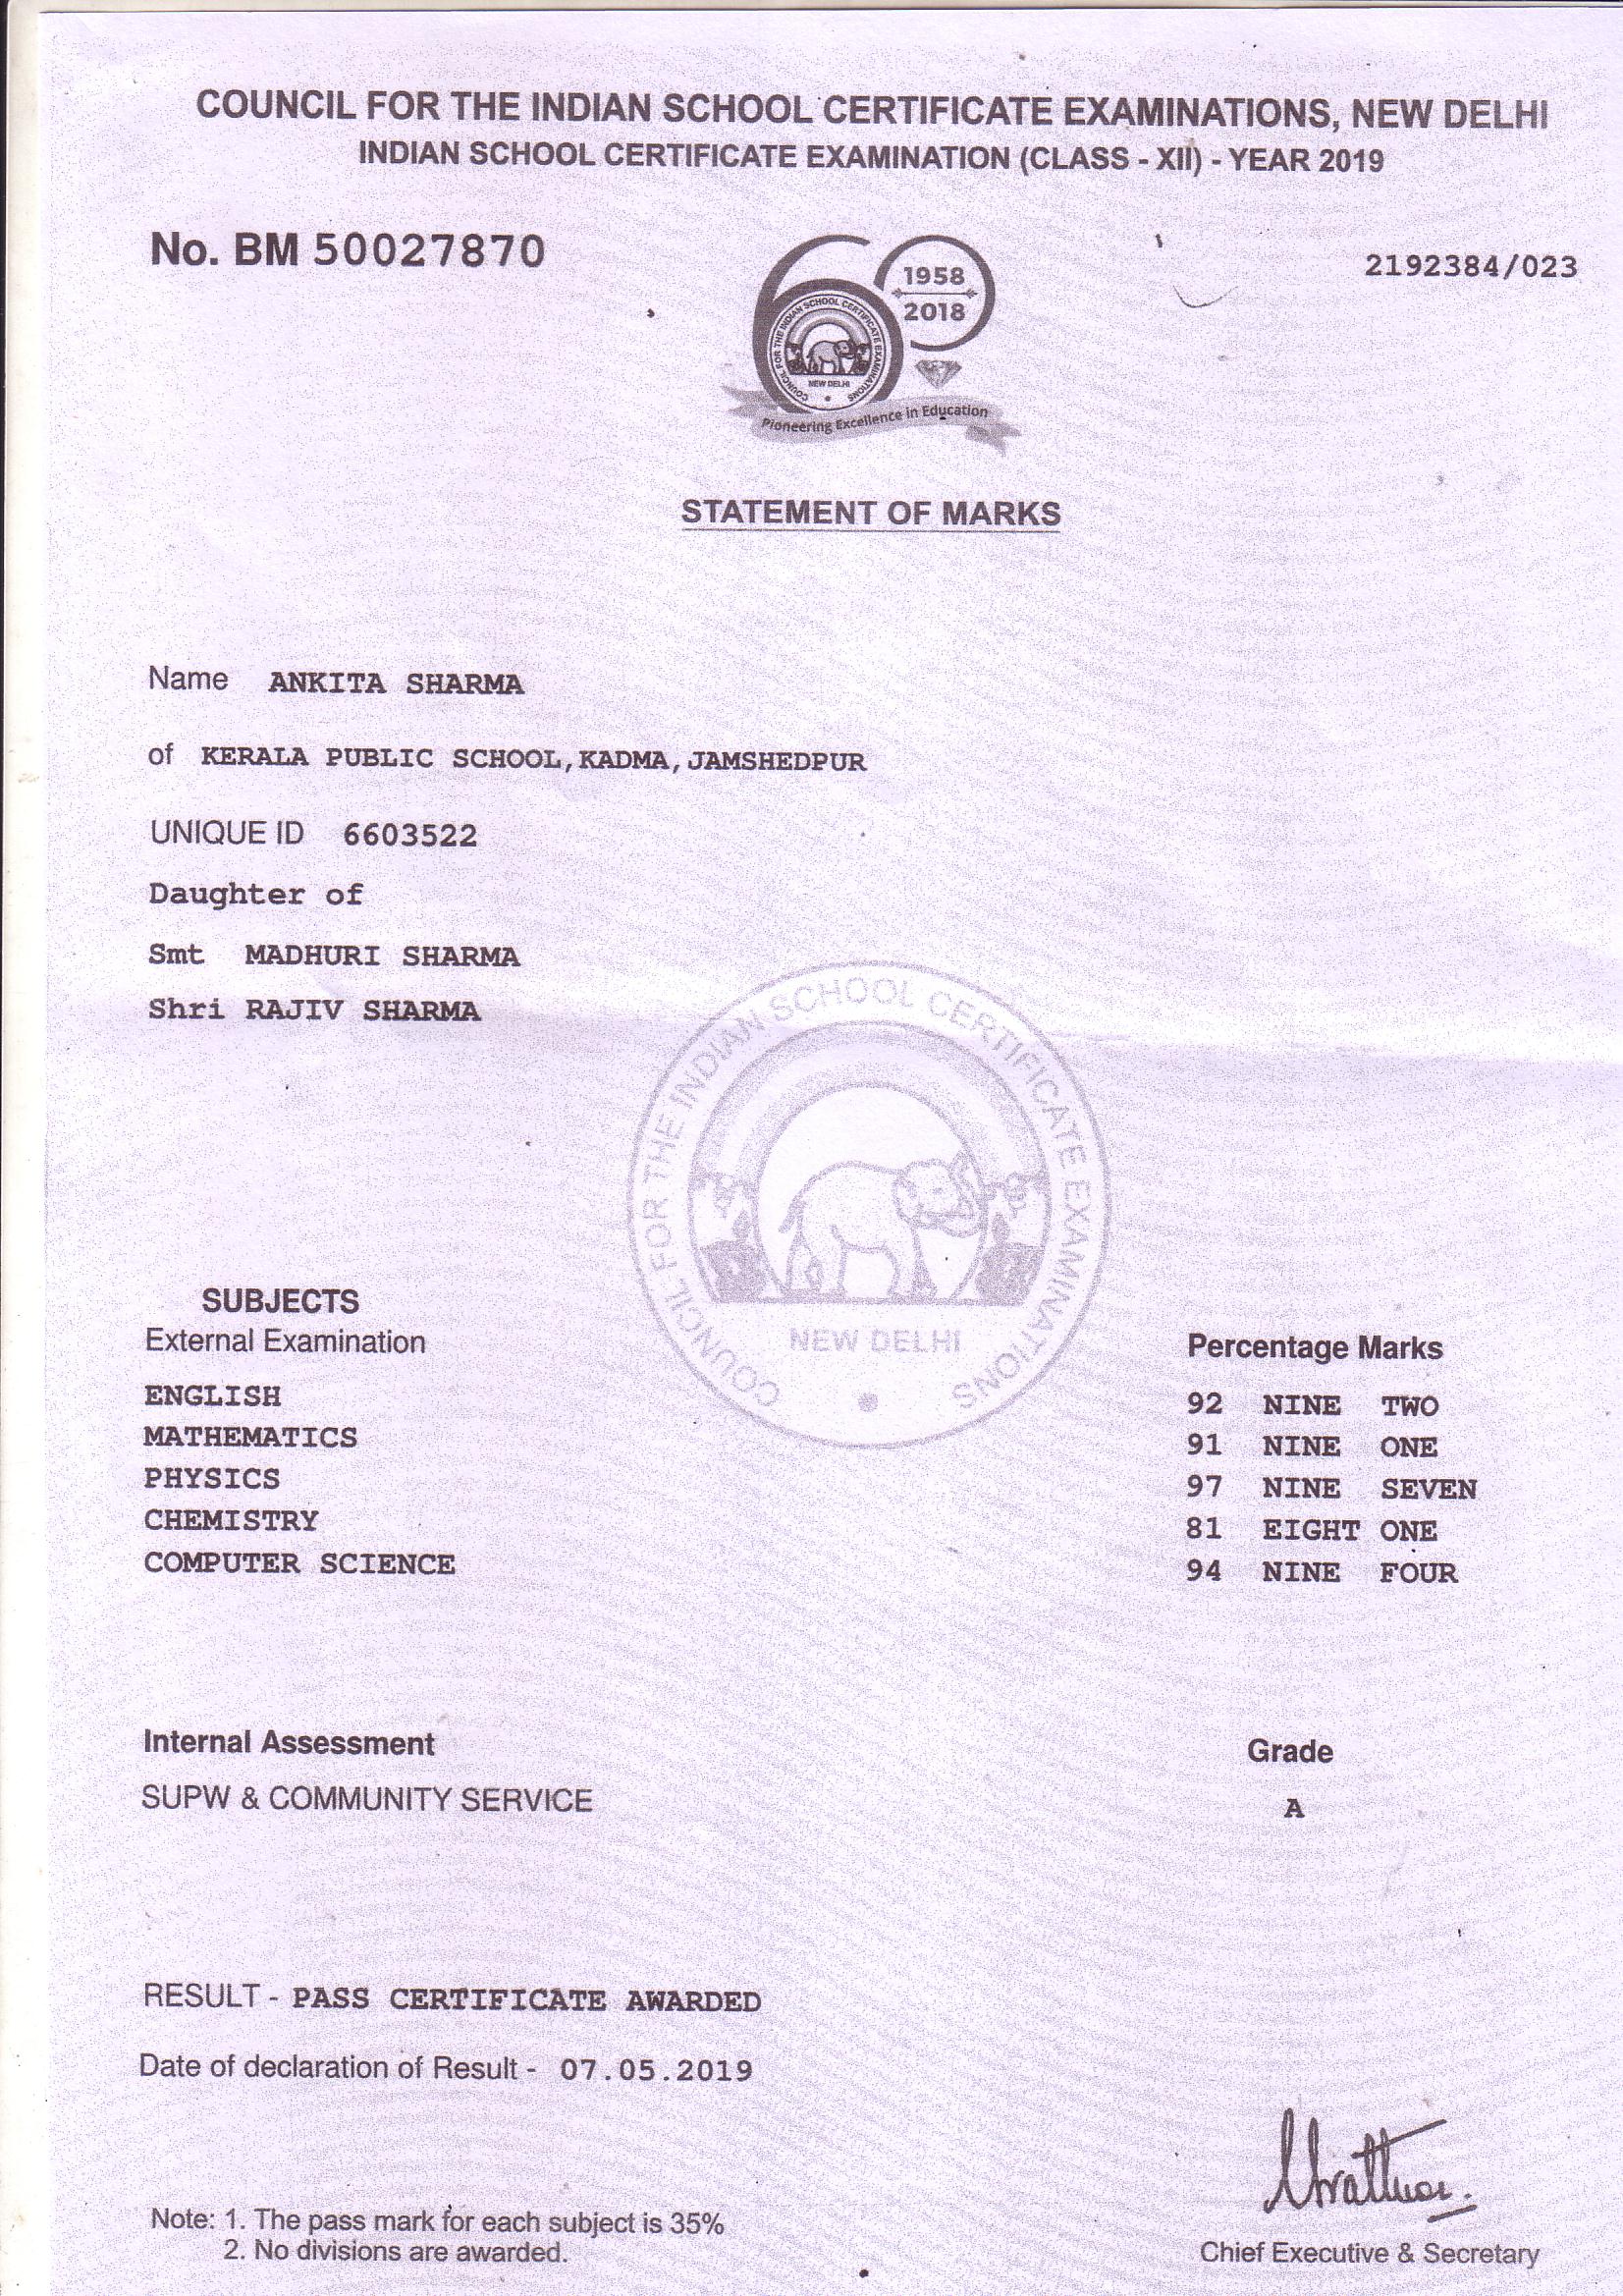 COUNCIL FOR THE INDIAN SCHOOL CERTIFICATE EXAMINATIONS, NEW DELHI
INDIAN SCHOOL CERTIFICATE EXAMINATION (CLASS - XII) - YEAR 2019
No. BM 50027870
2192384/023
1958
2018
COUNCIL FOR THE INDIAN SCHOOL CERTIFICATE EXAMINATIONS
NEW DELHI
Pioneering Excellence in Education
STATEMENT OF MARKS
Name ANKITA SHARMA
of KERALA PUBLIC SCHOOL, KADMA, JAMSHEDPUR
UNIQUE ID 6603522
Daughter of
Smt MADHURI SHARMA
Shri RAJIV SHARMA
COUNCIL FOR THE INDIAN SCHOOL CERTIFICATE EXAMINATIONS
NEW DELHI
SUBJECTS
External Examination Percentage Marks
ENGLISH 92 NINE TWO
MATHEMATICS 91 NINE ONE
PHYSICS 97 NINE SEVEN
CHEMISTRY 81 EIGHT ONE
COMPUTER SCIENCE 94 NINE FOUR
Internal Assessment Grade
SUPW & COMMUNITY SERVICE A
RESULT - PASS CERTIFICATE AWARDED
Date of declaration of Result - 07.05.2019
Note: 1. The pass mark for each subject is 35%
2. No divisions are awarded.
Chief Executive & Secretary